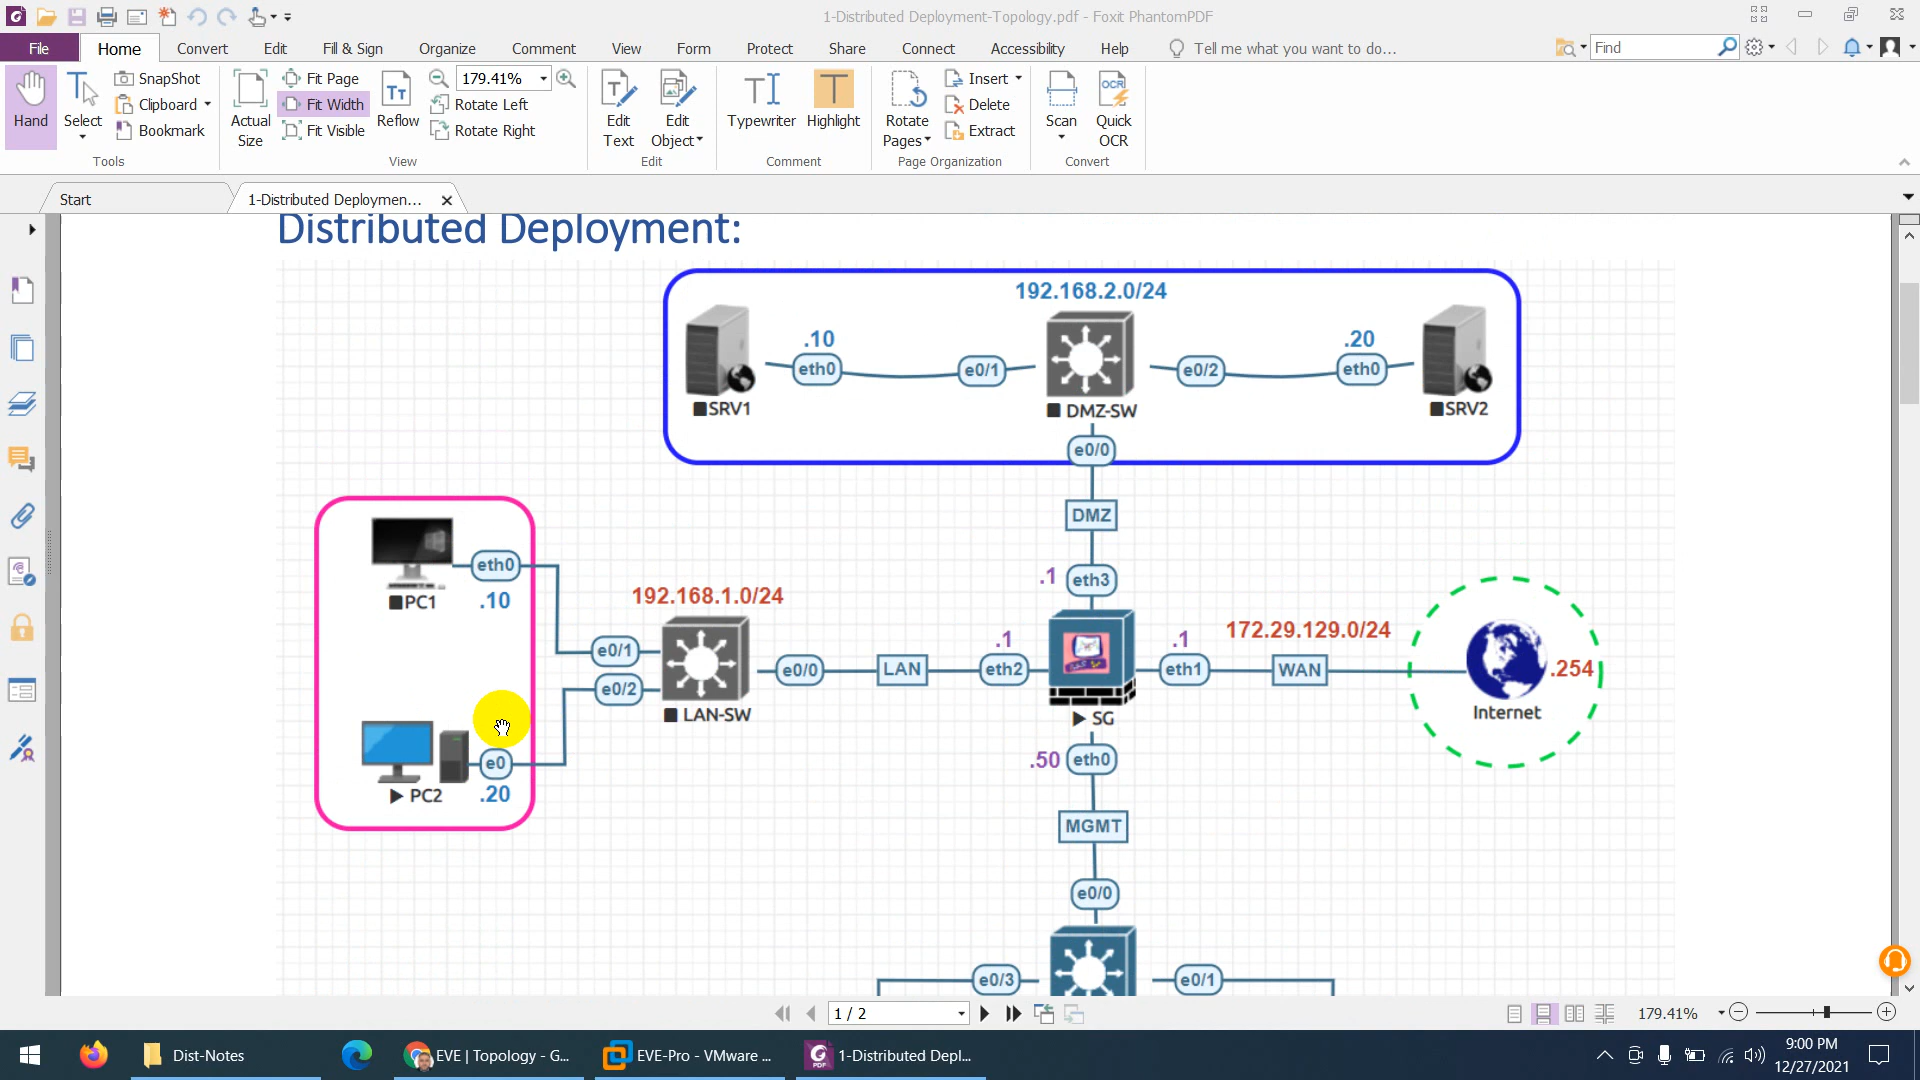 1-Distributed Deployment-Topology.pdf - Foxit PhantomPDF
File Home Convert Edit Fill & Sign Organize Comment View Form Protect Share Connect Accessibility Help Tell me what you want to do... Find
Hand
Select
SnapShot
Clipboard
Bookmark
Tools
Actual Size
Fit Page
Fit Width
Fit Visible
Reflow
179.41%
Rotate Left
Rotate Right
View
Edit Text
Edit Object
Edit
Typewriter
Highlight
Comment
Rotate Pages
Insert
Delete
Extract
Page Organization
Scan
Quick OCR
Convert
Start
1-Distributed Deploymen...
Distributed Deployment:
192.168.2.0/24
.10
.20
eth0
e0/1
e0/2
eth0
SRV1
DMZ-SW
SRV2
e0/0
DMZ
.1
eth3
PC1
eth0
.10
192.168.1.0/24
e0/1
e0/2
LAN-SW
e0/0
LAN
.1
eth2
SG
.1
eth1
172.29.129.0/24
WAN
.254
Internet
PC2
e0
.20
.50
eth0
MGMT
e0/0
e0/3
e0/1
1 / 2
179.41%
Dist-Notes
EVE | Topology - G...
EVE-Pro - VMware ...
1-Distributed Depl...
9:00 PM
12/27/2021